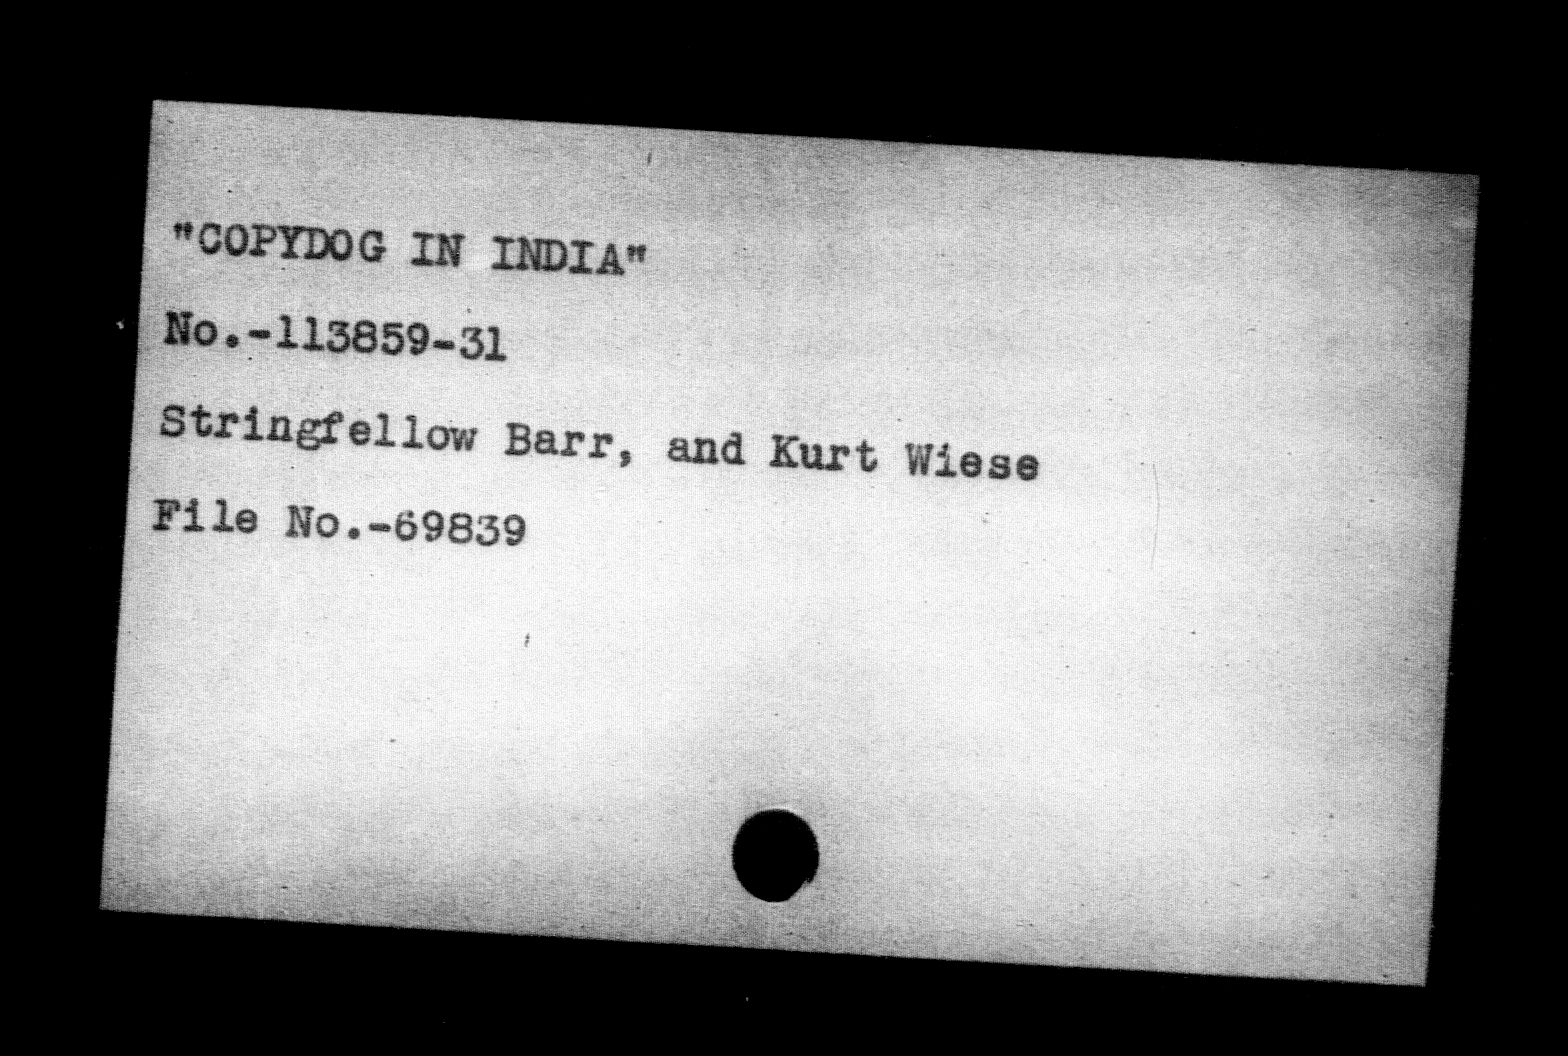 "COPYDOG IN INDIA"
No.-113859-31
Stringfellow Barr, and Kurt Wiese
File No.-69839